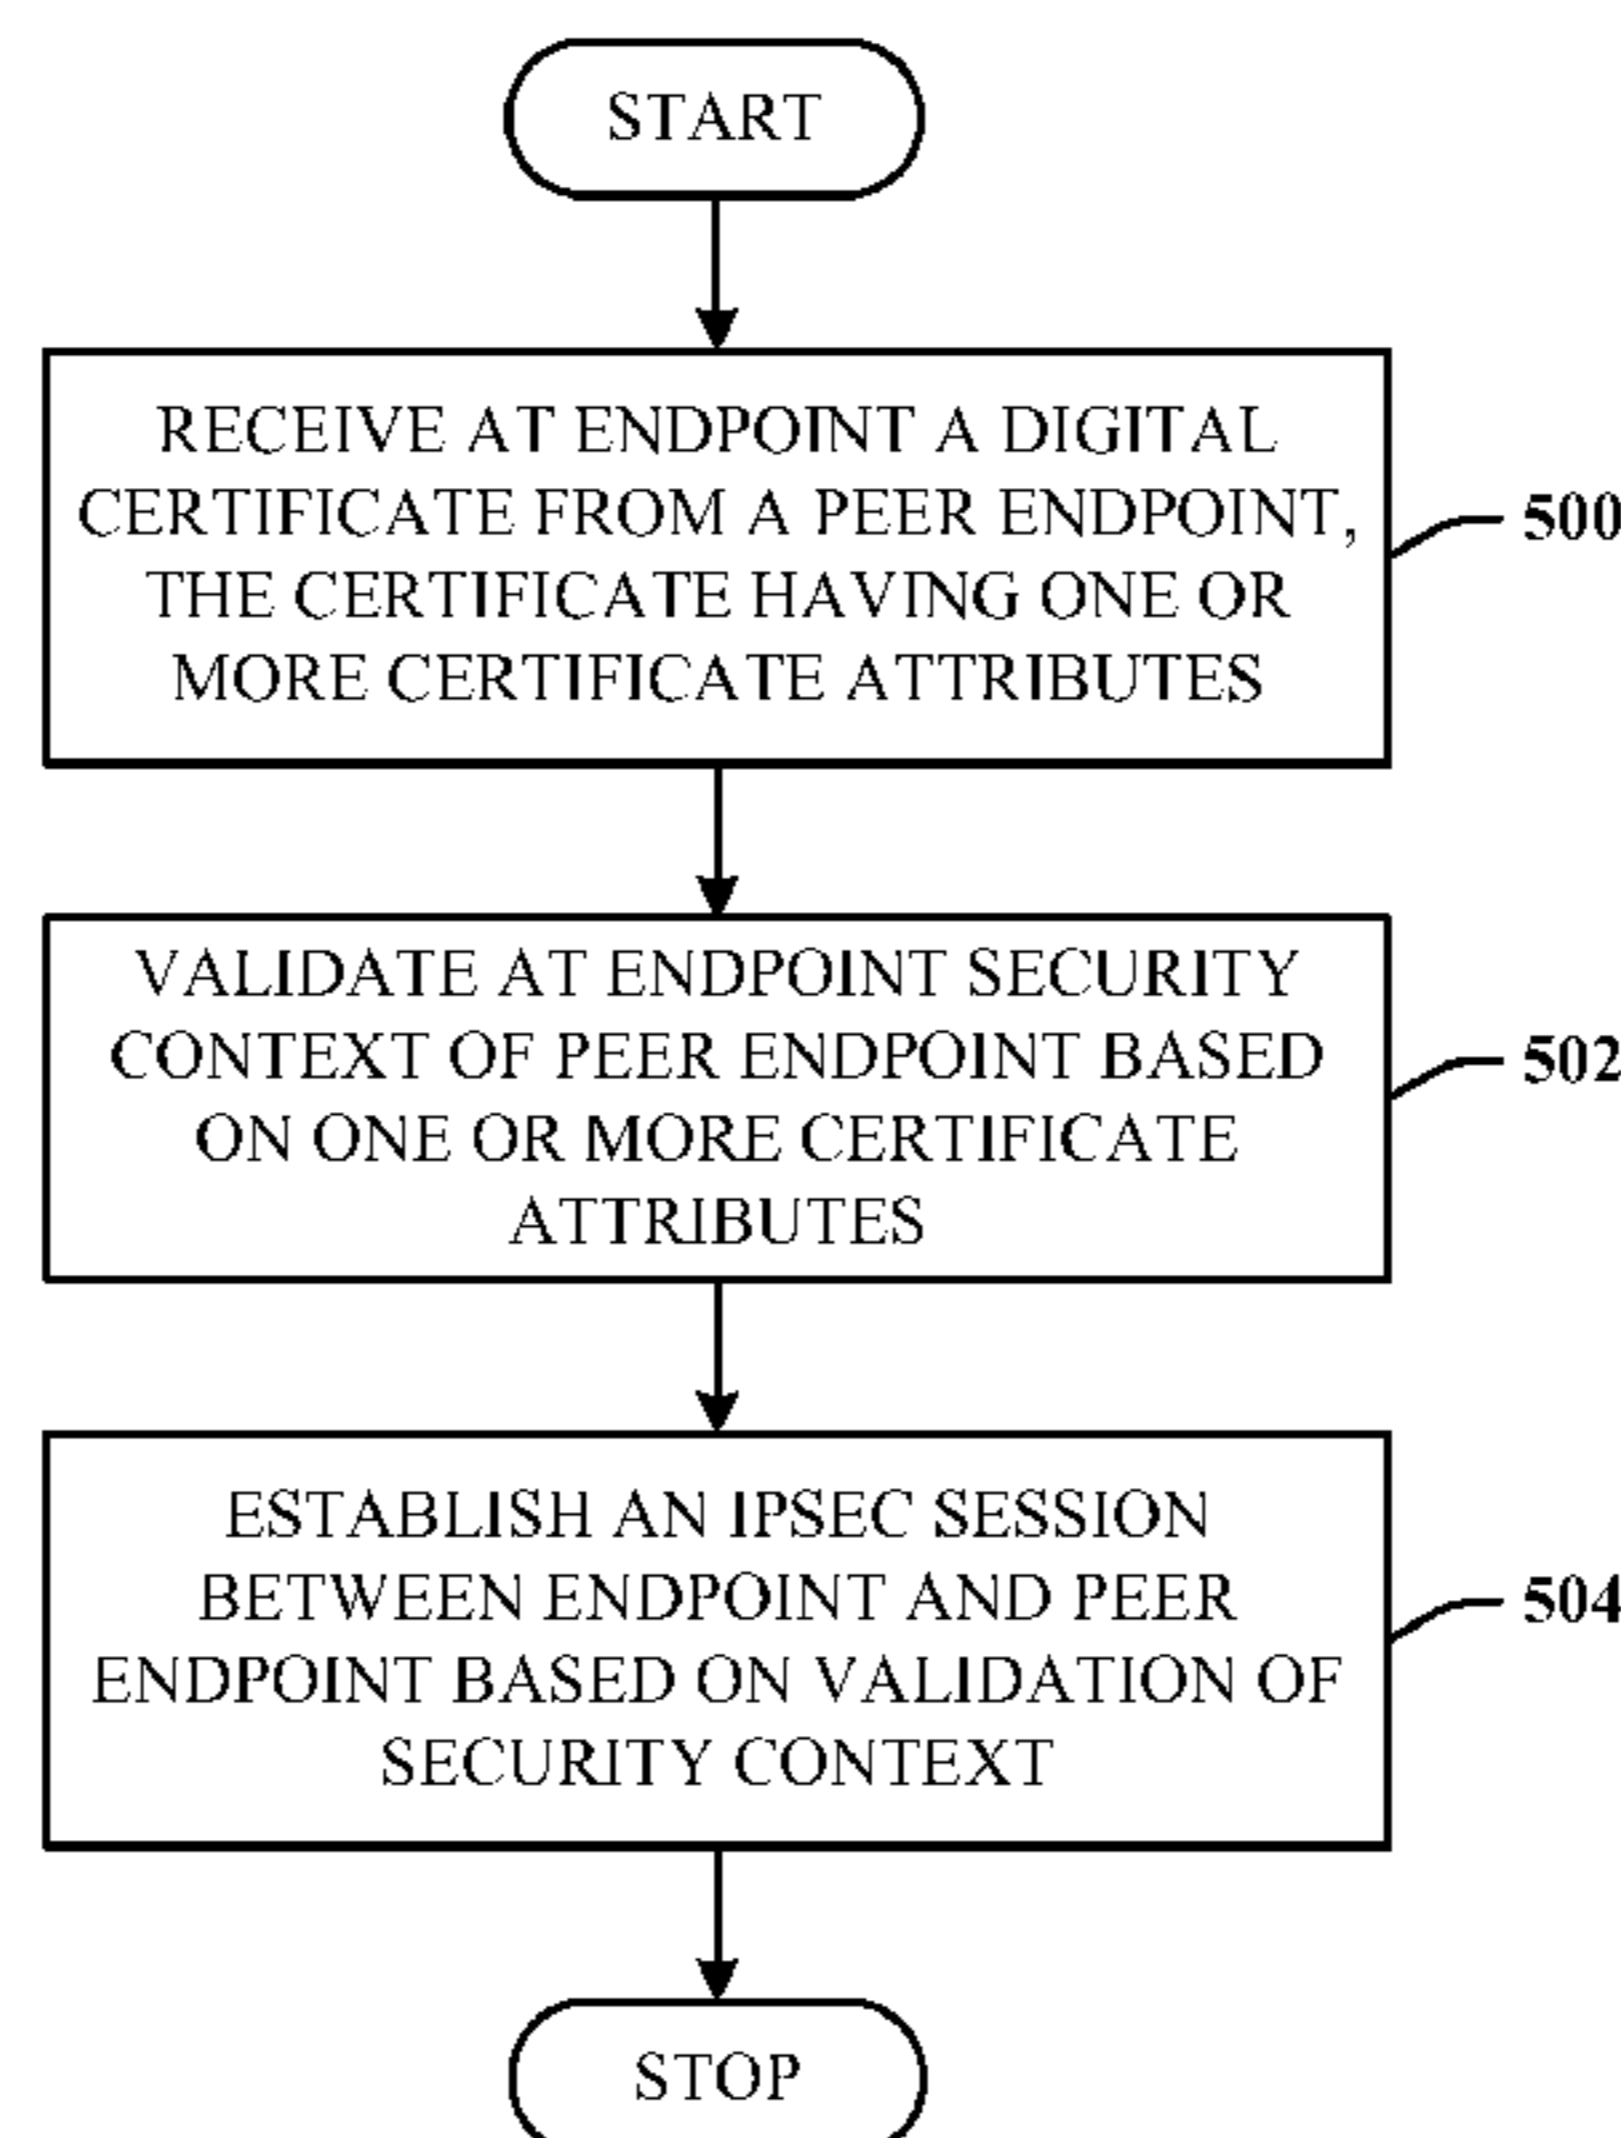 START
RECEIVE AT ENDPOINT A DIGITAL
CERTIFICATE FROM A PEER ENDPOINT,
THE CERTIFICATE HAVING ONE OR
MORE CERTIFICATE ATTRIBUTES
500
VALIDATE AT ENDPOINT SECURITY
CONTEXT OF PEER ENDPOINT BASED
ON ONE OR MORE CERTIFICATE
ATTRIBUTES
502
ESTABLISH AN IPSEC SESSION
BETWEEN ENDPOINT AND PEER
ENDPOINT BASED ON VALIDATION OF
SECURITY CONTEXT
504
STOP